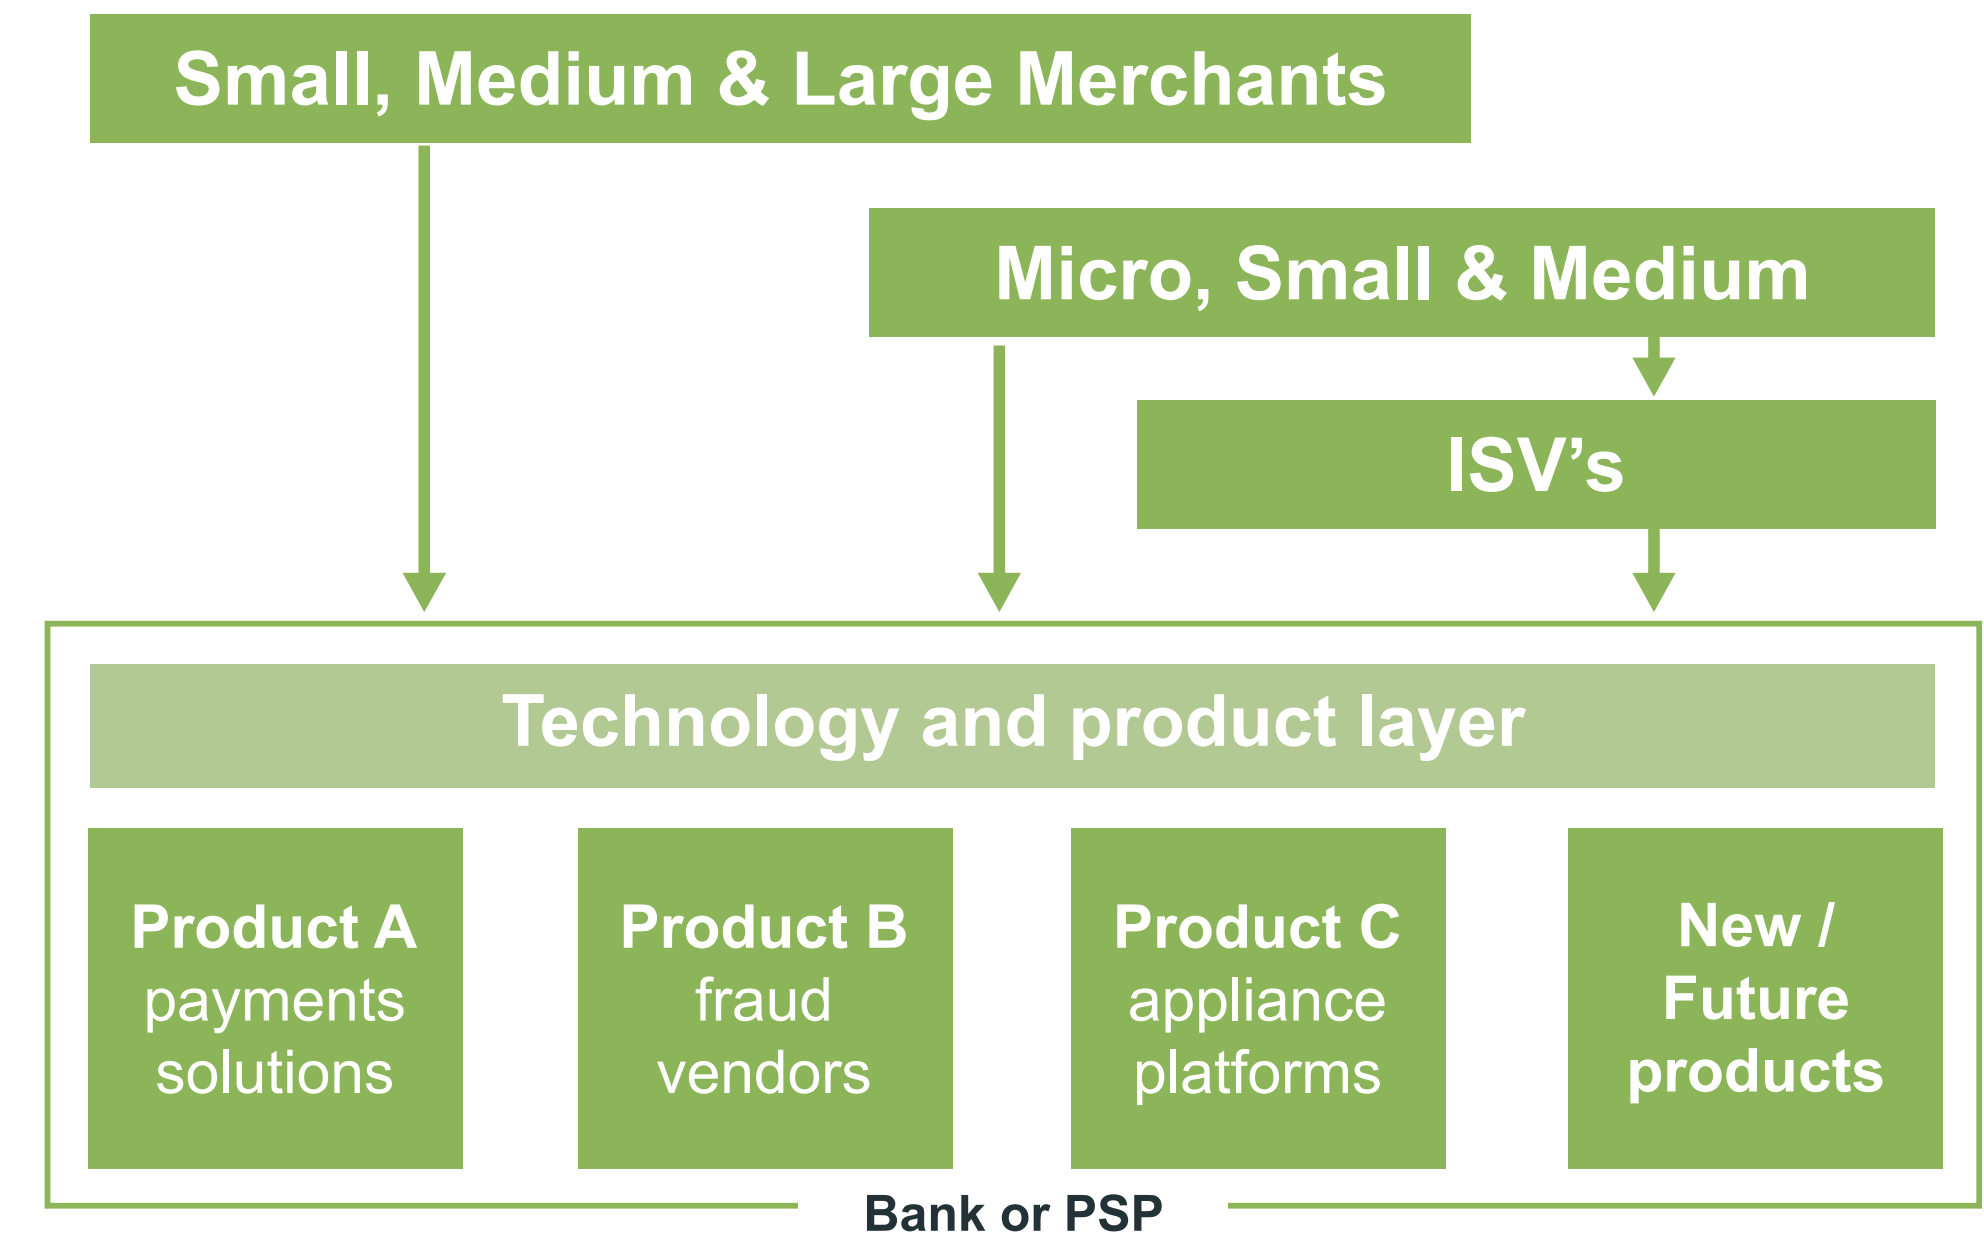 Small, Medium & Large Merchants
Micro, Small & Medium
ISV’s
Technology and product layer
Product A
payments
solutions
Product B
fraud
vendors
Product C
appliance
platforms
New /
Future
products
Bank or PSP